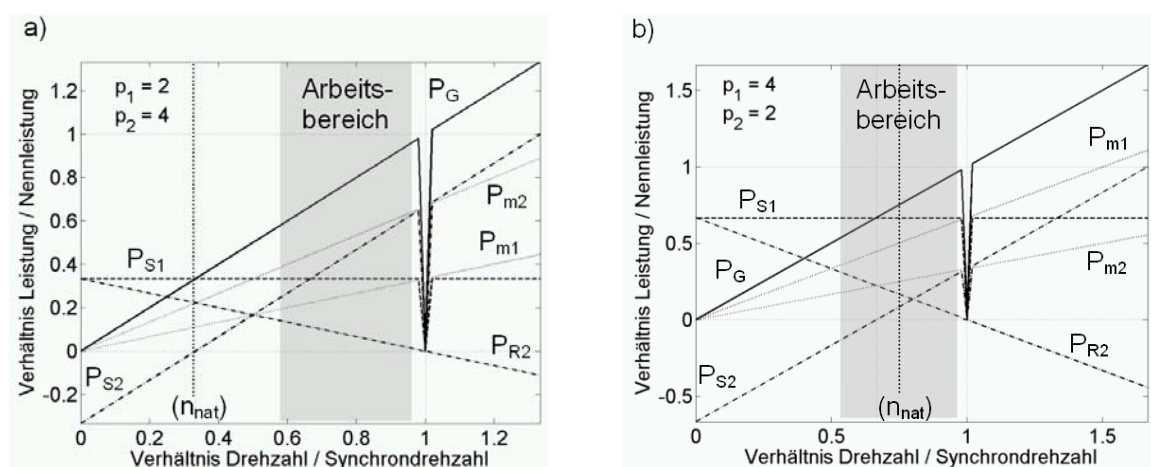 a)
Verhältnis Leistung / Nennleistung
1.2
1
0.8
0.6
0.4
0.2
0
-0.2
p1 = 2
p2 = 4
Arbeits-
bereich
PG
Pm2
Pm1
PS1
PR2
PS2
(nnat)
0 0.2 0.4 0.6 0.8 1 1.2
Verhältnis Drehzahl / Synchrondrehzahl
b)
Verhältnis Leistung / Nennleistung
1.5
1
0.5
0
-0.5
p1 = 4
p2 = 2
Arbeits-
bereich
Pm1
PS1
PG
Pm2
PR2
PS2
(nnat)
0 0.5 1 1.5
Verhältnis Drehzahl / Synchrondrehzahl